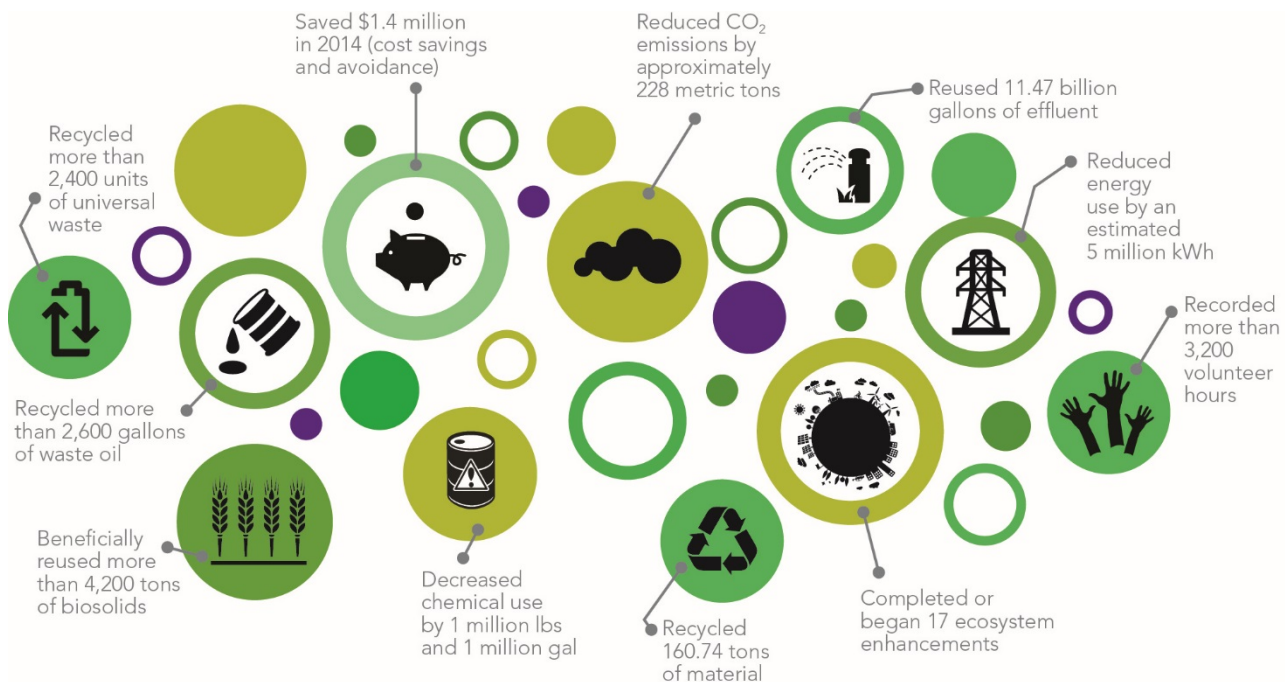 Saved $1.4 million
in 2014 (cost savings
and avoidance)
Reduced CO₂
emissions by
approximately
228 metric tons
Reused 11.47 billion
gallons of effluent
Recycled
more than
2,400 units
of universal
waste
Reduced
energy
use by an
estimated
5 million kWh
Recorded
more than
3,200
volunteer
hours
Recycled more
than 2,600 gallons
of waste oil
Beneficially
reused more
than 4,200 tons
of biosolids
Decreased
chemical use
by 1 million lbs
and 1 million gal
Recycled
160.74 tons
of material
Completed or
began 17 ecosystem
enhancements